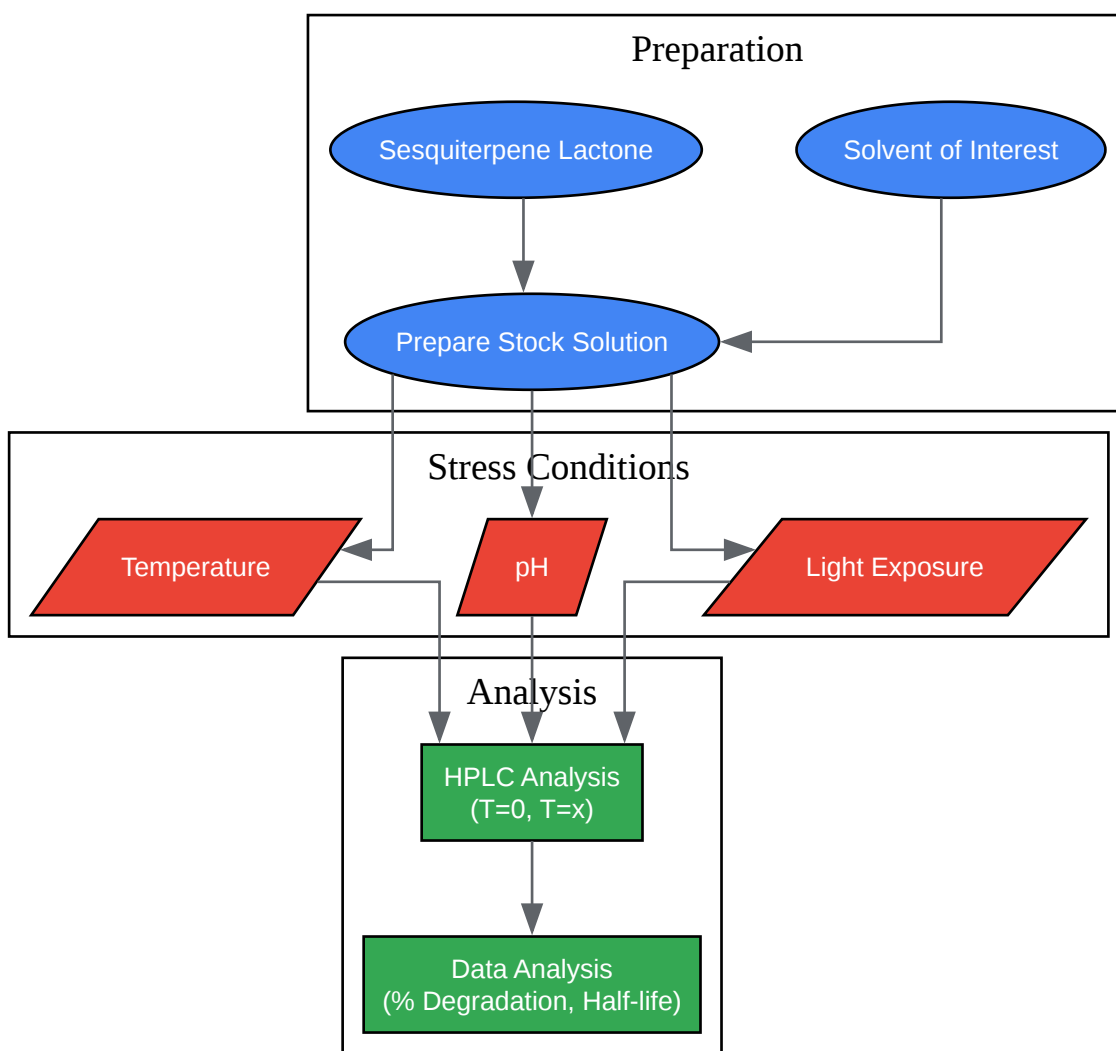 Preparation
Sesquiterpene Lactone
Solvent of Interest
Prepare Stock Solution
Stress Conditions
Temperature
pH
Light Exposure
Analysis
HPLC Analysis
(T=0, T=x)
Data Analysis
(% Degradation, Half-life)